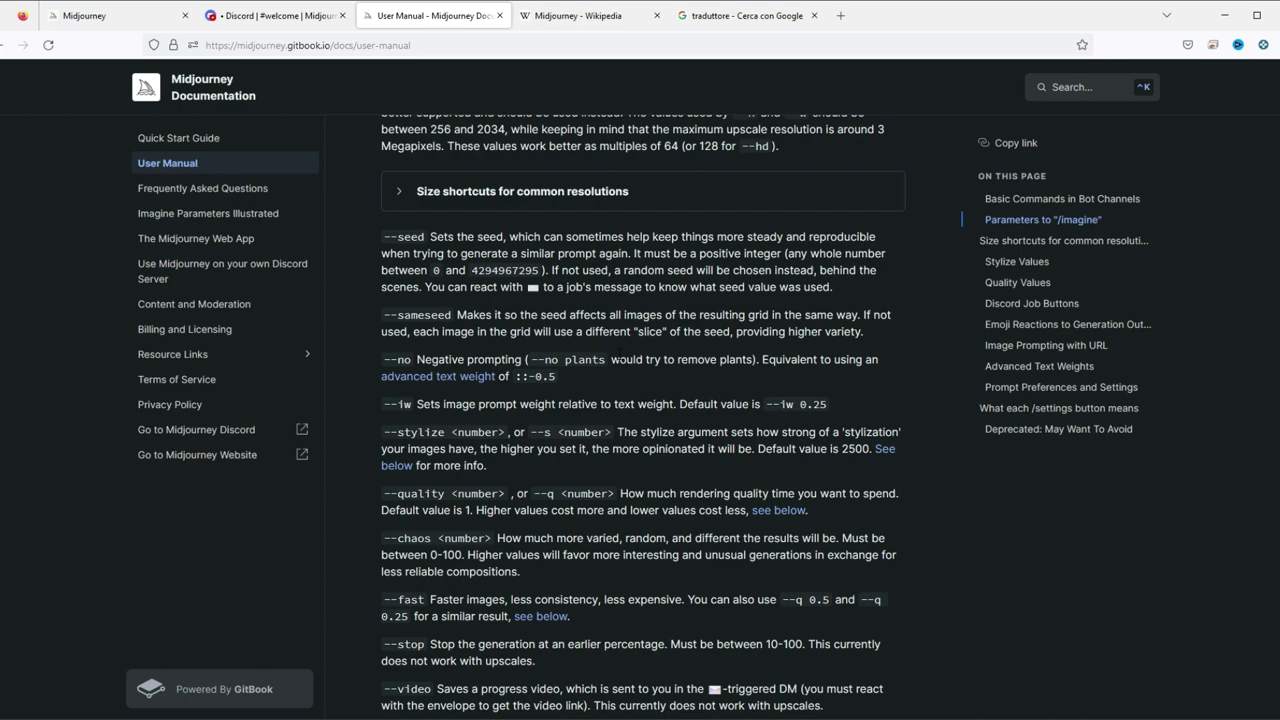 Midjourney
• Discord | #welcome | Midjour
User Manual - Midjourney Docs
Midjourney - Wikipedia
traduttore - Cerca con Google
https://midjourney.gitbook.io/docs/user-manual
Midjourney
Documentation
Search...
^K
Quick Start Guide
User Manual
Frequently Asked Questions
Imagine Parameters Illustrated
The Midjourney Web App
Use Midjourney on your own Discord
Server
Content and Moderation
Billing and Licensing
Resource Links
Terms of Service
Privacy Policy
Go to Midjourney Discord
Go to Midjourney Website
Powered By GitBook
better supported and should be used instead. The values used by --h and --w should be
between 256 and 2034, while keeping in mind that the maximum upscale resolution is around 3
Megapixels. These values work better as multiples of 64 (or 128 for --hd ).
Size shortcuts for common resolutions
--seed Sets the seed, which can sometimes help keep things more steady and reproducible
when trying to generate a similar prompt again. It must be a positive integer (any whole number
between 0 and 4294967295 ). If not used, a random seed will be chosen instead, behind the
scenes. You can react with ✉️ to a job's message to know what seed value was used.
--sameseed Makes it so the seed affects all images of the resulting grid in the same way. If not
used, each image in the grid will use a different "slice" of the seed, providing higher variety.
--no Negative prompting ( --no plants would try to remove plants). Equivalent to using an
advanced text weight of ::-0.5
--iw Sets image prompt weight relative to text weight. Default value is --iw 0.25
--stylize <number> , or --s <number> The stylize argument sets how strong of a 'stylization'
your images have, the higher you set it, the more opinionated it will be. Default value is 2500. See
below for more info.
--quality <number> , or --q <number> How much rendering quality time you want to spend.
Default value is 1. Higher values cost more and lower values cost less, see below.
--chaos <number> How much more varied, random, and different the results will be. Must be
between 0-100. Higher values will favor more interesting and unusual generations in exchange for
less reliable compositions.
--fast Faster images, less consistency, less expensive. You can also use --q 0.5 and --q
0.25 for a similar result, see below.
--stop Stop the generation at an earlier percentage. Must be between 10-100. This currently
does not work with upscales.
--video Saves a progress video, which is sent to you in the ✉️-triggered DM (you must react
with the envelope to get the video link). This currently does not work with upscales.
Copy link
ON THIS PAGE
Basic Commands in Bot Channels
Parameters to "/imagine"
Size shortcuts for common resoluti...
Stylize Values
Quality Values
Discord Job Buttons
Emoji Reactions to Generation Out...
Image Prompting with URL
Advanced Text Weights
Prompt Preferences and Settings
What each /settings button means
Deprecated: May Want To Avoid